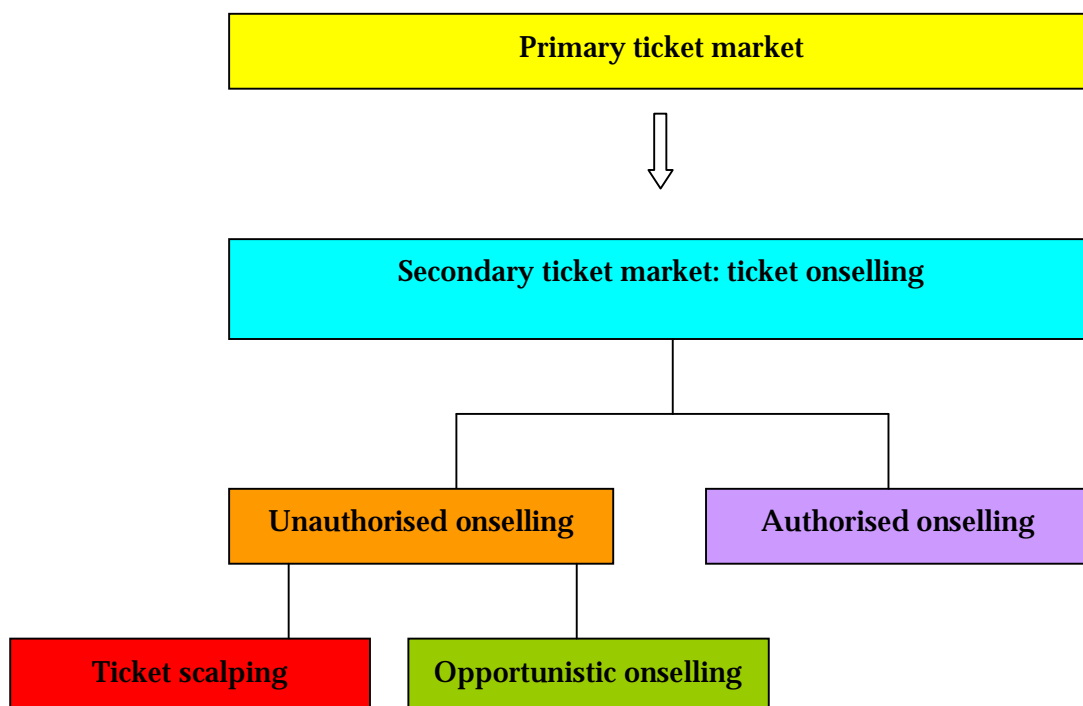 Primary ticket market
Secondary ticket market: ticket onselling
Unauthorised onselling
Authorised onselling
Ticket scalping
Opportunistic onselling